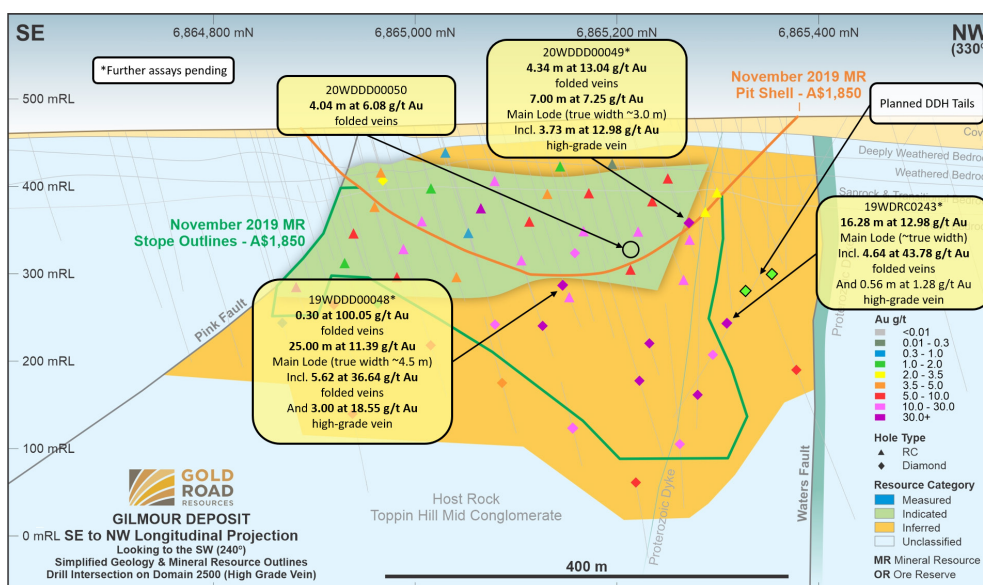 SE
6,864,800 mN
6,865,000 mN
6,865,200 mN
6,865,400 mN
NW
(330°
*Further assays pending
20WDDD00050
4.04 m at 6.08 g/t Au
folded veins
20WDDD00049*
4.34 m at 13.04 g/t Au
folded veins
7.00 m at 7.25 g/t Au
Main Lode (true width ~3.0 m)
Incl. 3.73 m at 12.98 g/t Au
high-grade vein
November 2019 MR
Pit Shell - A$1,850
Planned DDH Tails
500 mRL
400 mRL
300 mRL
200 mRL
100 mRL
0 mRL
Cov
Deeply Weathered Bedroc
Weathered Bedroc
Saprock &
November 2019 MR
Stope Outlines - A$1,850
19WDRC0243*
16.28 m at 12.98 g/t Au
Main Lode (~true width)
Incl. 4.64 m at 43.78 g/t Au
folded veins
And 0.56 m at 1.28 g/t Au
high-grade vein
19WDDD00048*
0.30 at 100.05 g/t Au
folded veins
25.00 m at 11.39 g/t Au
Main Lode (true width ~4.5 m)
Incl. 5.62 at 36.64 g/t Au
folded veins
And 3.00 at 18.55 g/t Au
high-grade vein
Pink Fault
Proterozoic Dyke
Proterozoic D
Waters Fault
Host Rock
Toppin Hill Mid Conglomerate
Au g/t
<0.01
0.01 - 0.3
0.3 - 1.0
1.0 - 2.0
2.0 - 3.5
3.5 - 5.0
5.0 - 10.0
10.0 - 30.0
30.0+
Hole Type
RC
Diamond
Resource Category
Measured
Indicated
Inferred
Unclassified
MR Mineral Resource
OR Ore Reserve
GOLD
ROAD
RESOURCES
GILMOUR DEPOSIT
SE to NW Longitudinal Projection
Looking to the SW (240°)
Simplified Geology & Mineral Resource Outlines
Drill Intersection on Domain 2500 (High Grade Vein)
400 m